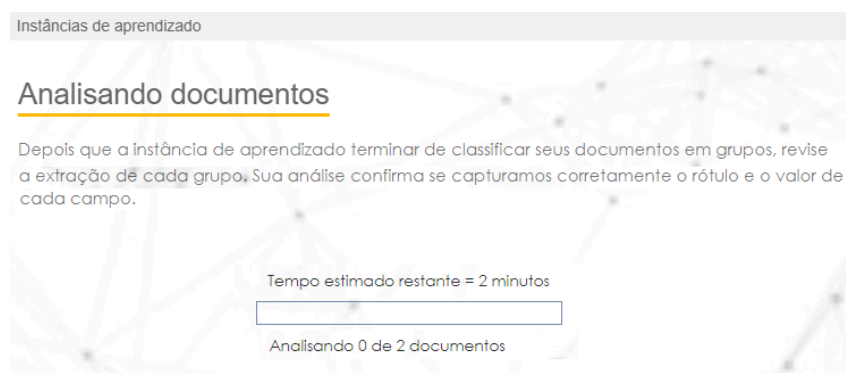 Instâncias de aprendizado
Analisando documentos
Depois que a instância de aprendizado terminar de classificar seus documentos em grupos, revise
a extração de cada grupo. Sua análise confirma se capturamos corretamente o rótulo e o valor de
cada campo.
Tempo estimado restante = 2 minutos
Analisando 0 de 2 documentos